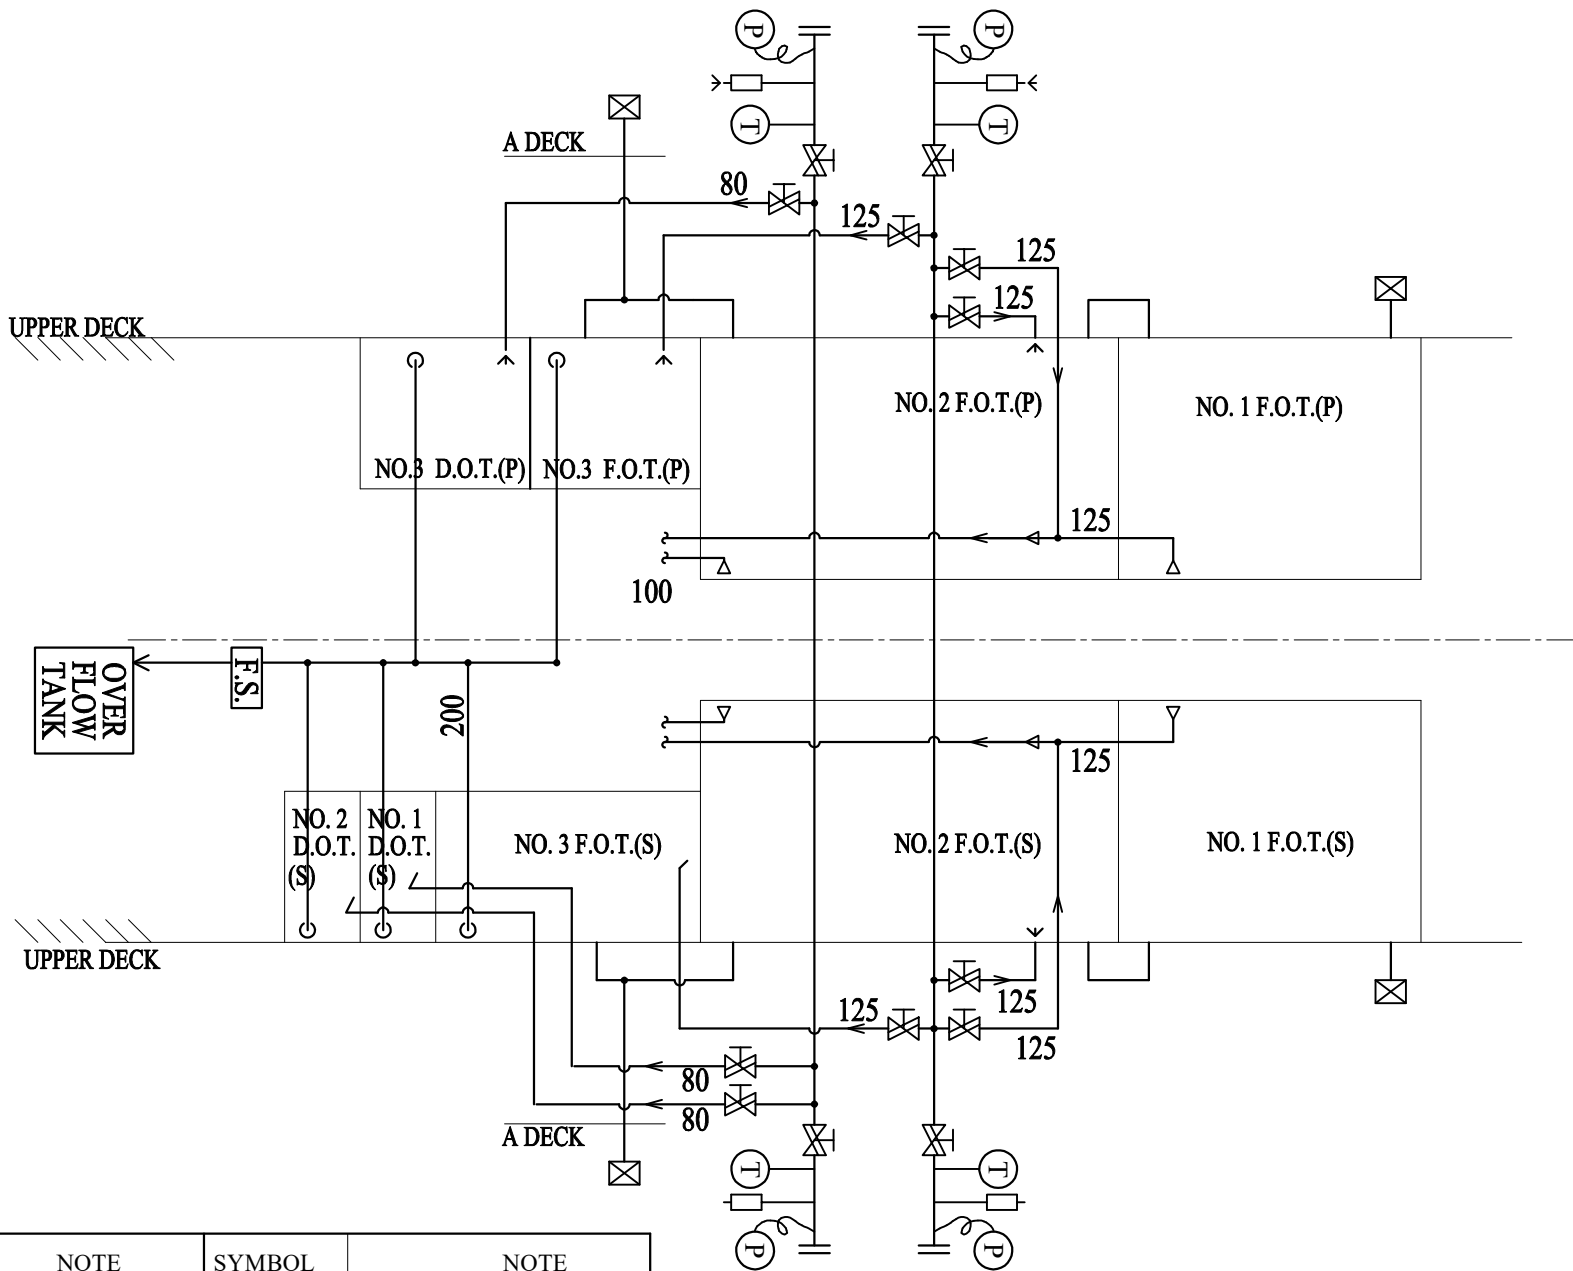 P
P
T
T
A DECK
80
125
125
125
UPPER DECK
NO. 2 F.O.T.(P)
NO. 1 F.O.T.(P)
NO.3 D.O.T.(P)
NO.3 F.O.T.(P)
125
100
OVER
FLOW
TANK
F.S.
200
125
NO. 2
D.O.T.
(S)
NO. 1
D.O.T.
(S)
NO. 3 F.O.T.(S)
NO. 2 F.O.T.(S)
NO. 1 F.O.T.(S)
UPPER DECK
125
125
125
80
80
A DECK
T
T
P
P
NOTE
SYMBOL
NOTE